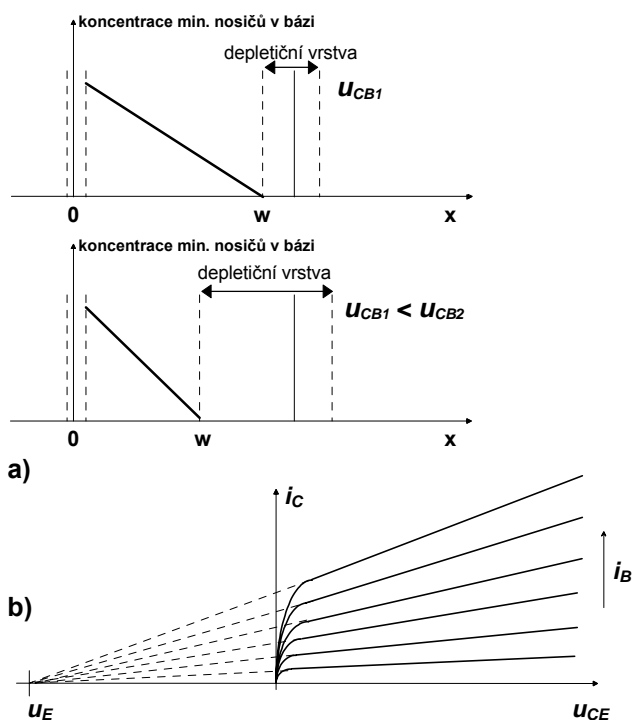 koncentrace min. nosičů v bázi
depletiční vrstva
uCB1
0 w x
koncentrace min. nosičů v bázi
depletiční vrstva
uCB1 < uCB2
0 w x
a)
iC
iB
b)
uE uCE